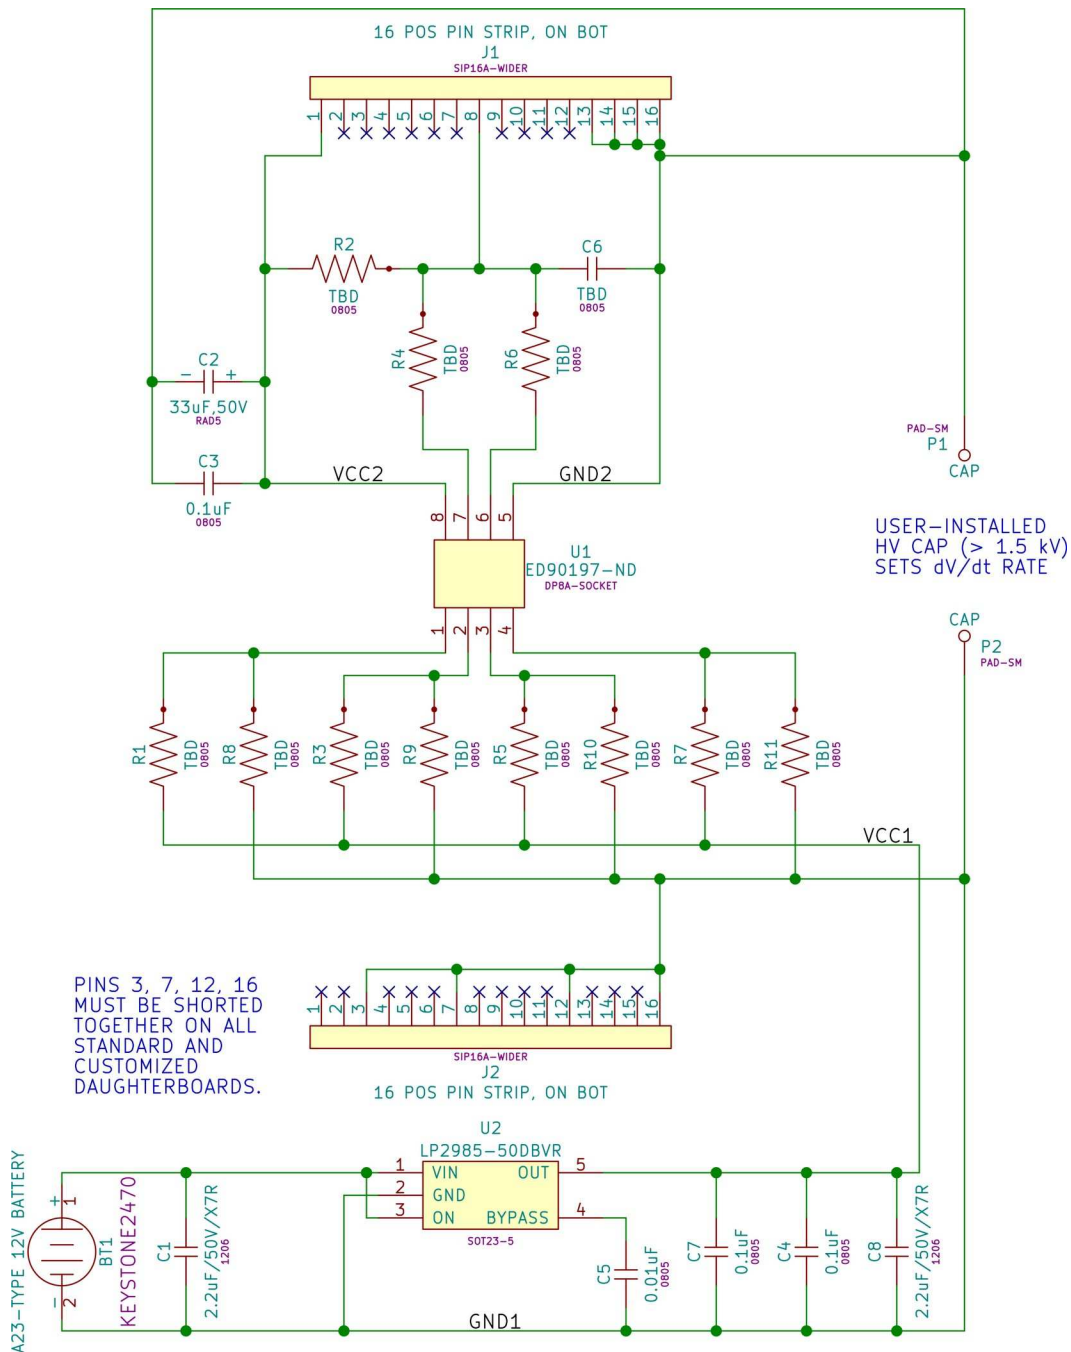 16 POS PIN STRIP, ON BOT
J1
SIP16A-WIDER
1 2 3 4 5 6 7 8 9 10 11 12 13 14 15 16
R2
TBD
0805
C6
TBD
0805
R4
TBD
0805
R6
TBD
0805
C2
- +
33uF,50V
RAD5
C3
0.1uF
0805
VCC2
GND2
PAD-SM
P1
CAP
USER-INSTALLED
HV CAP (> 1.5 kV)
SETS dV/dt RATE
8 7 6 5
U1
ED90197-ND
DP8A-SOCKET
1 2 3 4
CAP
P2
PAD-SM
R1
TBD
0805
R8
TBD
0805
R3
TBD
0805
R9
TBD
0805
R5
TBD
0805
R10
TBD
0805
R7
TBD
0805
R11
TBD
0805
VCC1
PINS 3, 7, 12, 16
MUST BE SHORTED
TOGETHER ON ALL
STANDARD AND
CUSTOMIZED
DAUGHTERBOARDS.
1 2 3 4 5 6 7 8 9 10 11 12 13 14 15 16
SIP16A-WIDER
J2
16 POS PIN STRIP, ON BOT
U2
LP2985-50DBVR
1 VIN OUT 5
2 GND
3 ON BYPASS 4
SOT23-5
A23-TYPE 12V BATTERY
+ 1
- 2
BT1
KEYSTONE2470
C1
2.2uF/50V/X7R
1206
C5
0.01uF
0805
C7
0.1uF
0805
C4
0.1uF
0805
C8
2.2uF/50V/X7R
1206
GND1